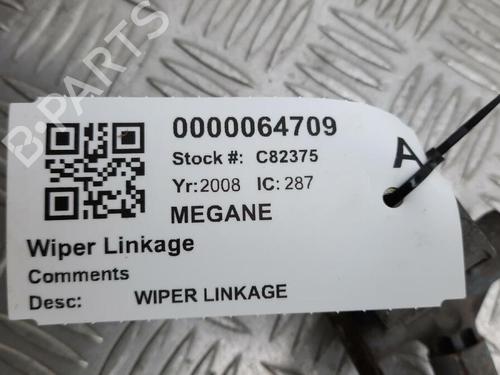 B-PARTS
0000064709
Stock #: C82375
A
Yr:2008 IC: 287
MEGANE
Wiper Linkage
Comments
Desc: WIPER LINKAGE